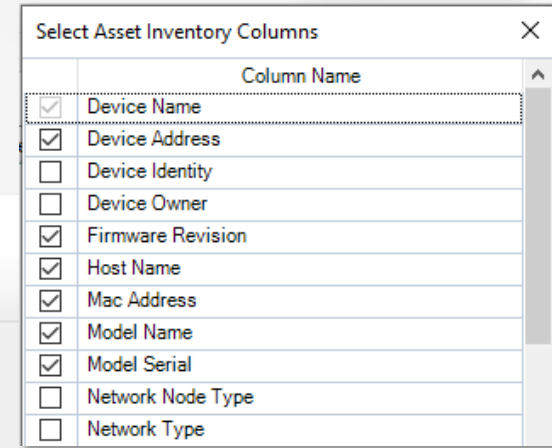 Select Asset Inventory Columns
Column Name
Device Name
Device Address
Device Identity
Device Owner
Firmware Revision
Host Name
Mac Address
Model Name
Model Serial
Network Node Type
Network Type